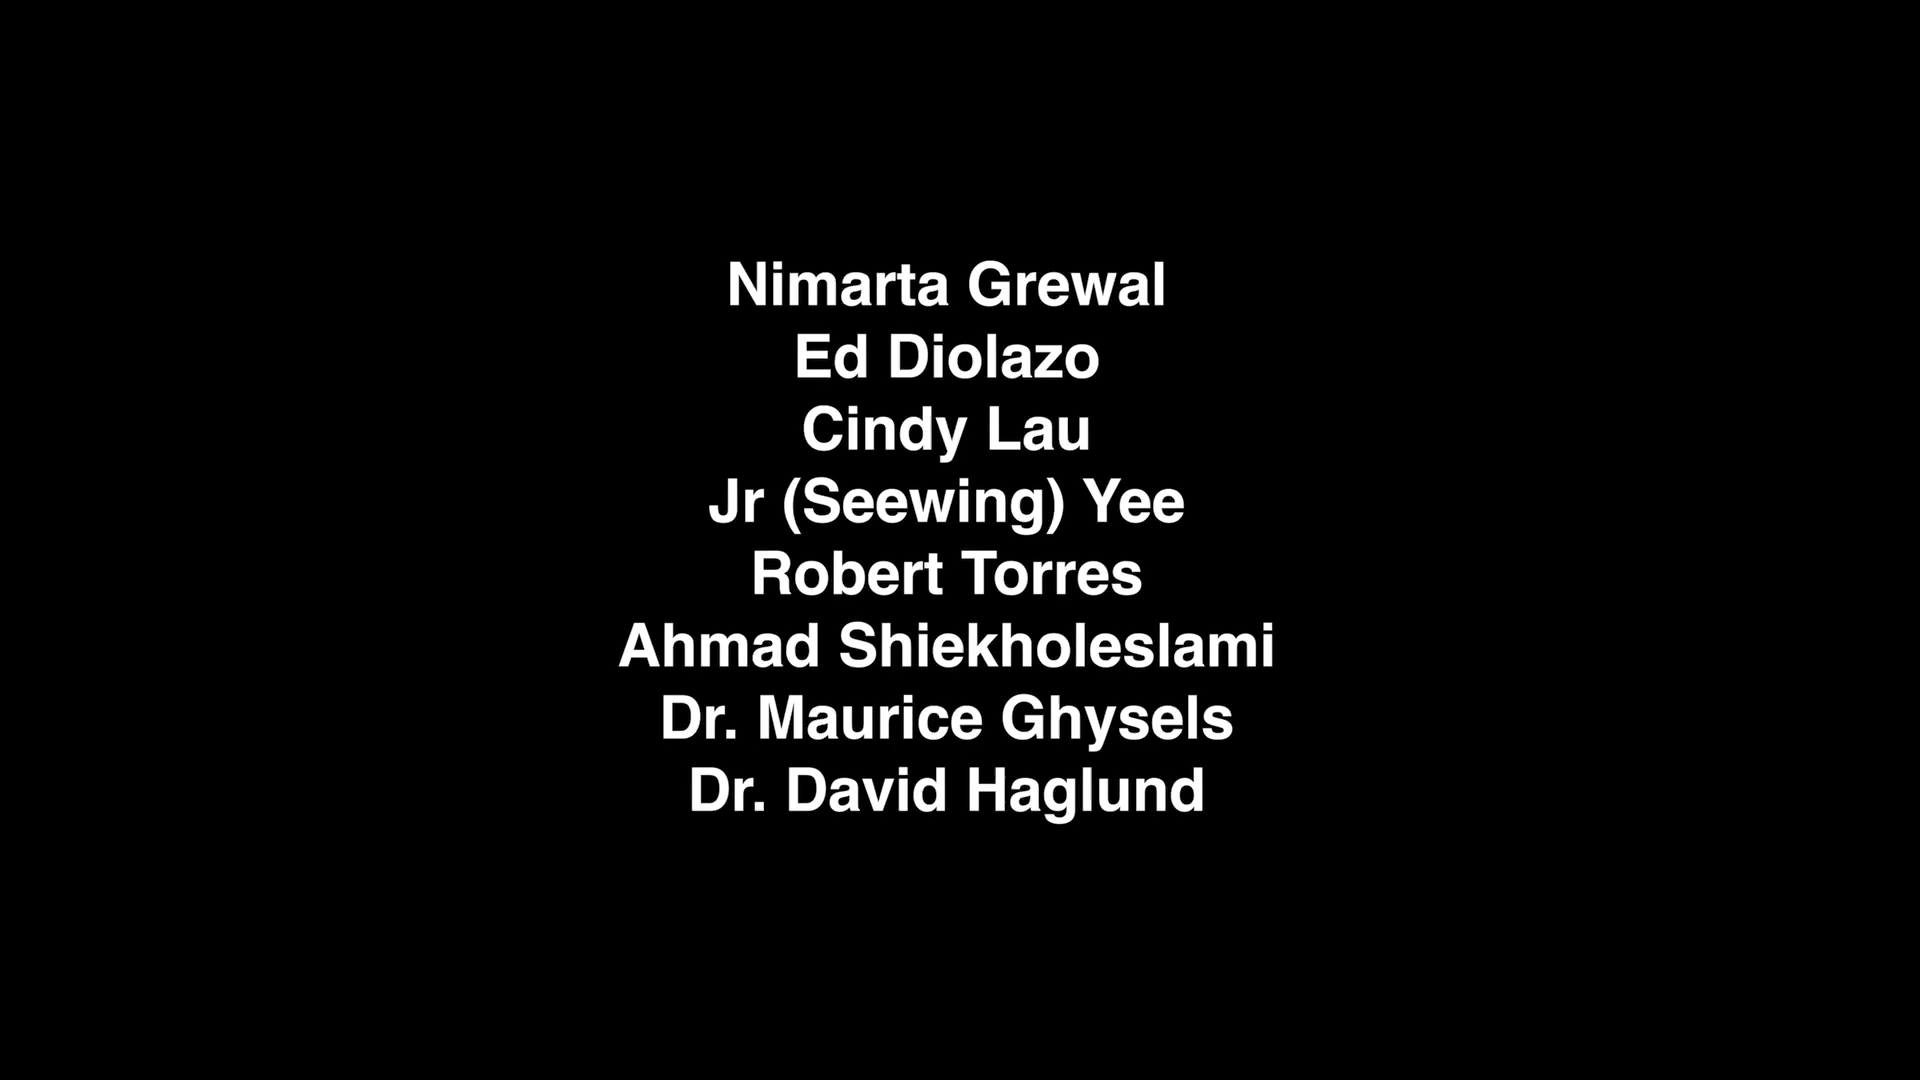 Nimarta Grewal
Ed Diolazo
Cindy Lau
Jr (Seewing) Yee
Robert Torres
Ahmad Shiekholeslami
Dr. Maurice Ghysels
Dr. David Haglund